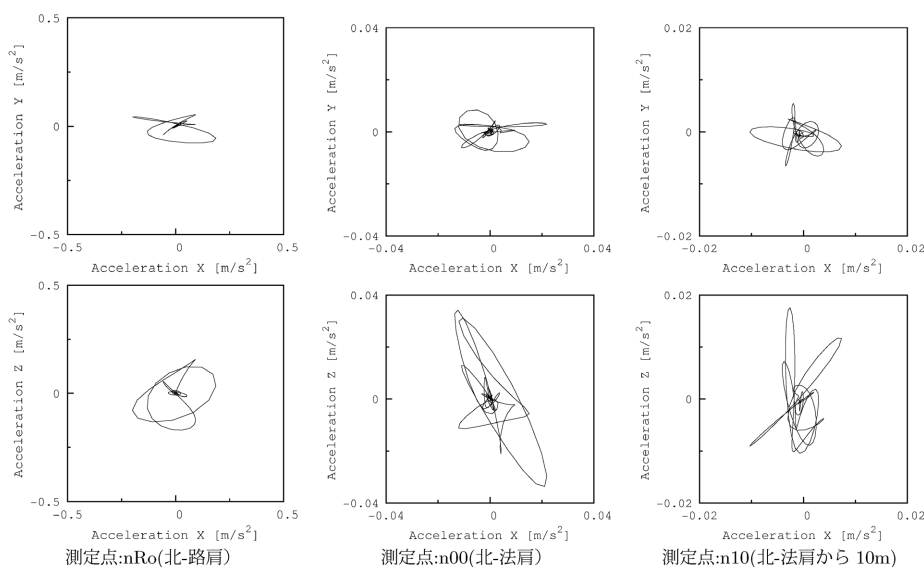 0.5
0
-0.5
-0.5
0
0.5
Acceleration X [m/s²]
Acceleration Y [m/s²]
0.04
0
-0.04
-0.04
0
0.04
Acceleration X [m/s²]
Acceleration Y [m/s²]
0.02
0
-0.02
-0.02
0
0.02
Acceleration X [m/s²]
Acceleration Y [m/s²]
0.5
0
-0.5
-0.5
0
0.5
Acceleration X [m/s²]
Acceleration Z [m/s²]
測定点:nRo(北-路肩)
0.04
0
-0.04
-0.04
0
0.04
Acceleration X [m/s²]
Acceleration Z [m/s²]
測定点:n00(北-法肩)
0.02
0
-0.02
-0.02
0
0.02
Acceleration X [m/s²]
Acceleration Z [m/s²]
測定点:n10(北-法肩から 10m)